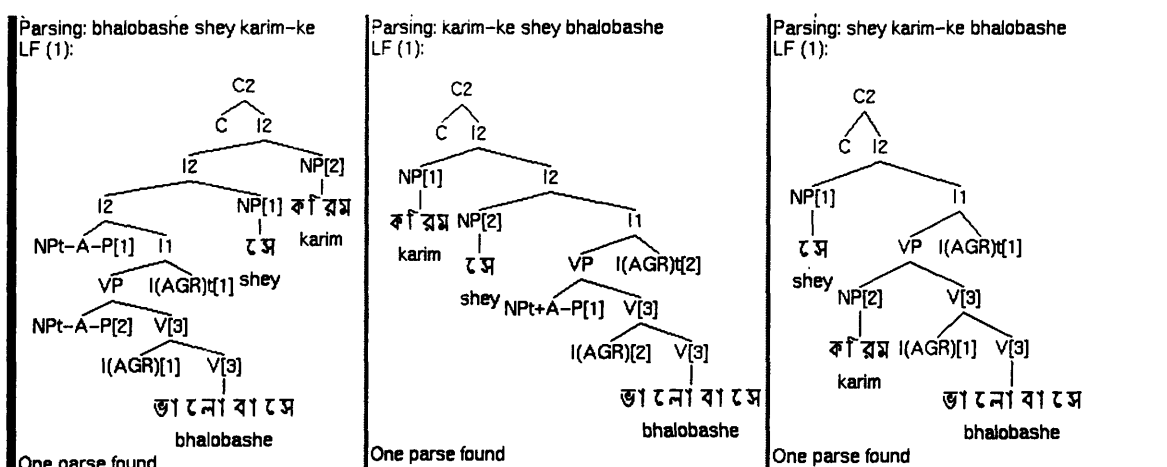 Parsing: bhalobashe shey karim-ke
LF (1):
C2
C I2
I2 NP[2]
I2 NP[1] করিম
karim
NPt-A-P[1] I1 সে
shey
VP I(AGR)t[1]
NPt-A-P[2] V[3]
I(AGR)[1] V[3]
ভালোবাসে
bhalobashe
One parse found
Parsing: karim-ke shey bhalobashe
LF (1):
C2
C I2
NP[1] I2
করিম NP[2] I1
karim
সে VP I(AGR)t[2]
shey NPt+A-P[1] V[3]
I(AGR)[2] V[3]
ভালোবাসে
bhalobashe
One parse found
Parsing: shey karim-ke bhalobashe
LF (1):
C2
C I2
NP[1] I1
সে VP I(AGR)t[1]
shey
NP[2] V[3]
করিম I(AGR)[1] V[3]
karim
ভালোবাসে
bhalobashe
One parse found